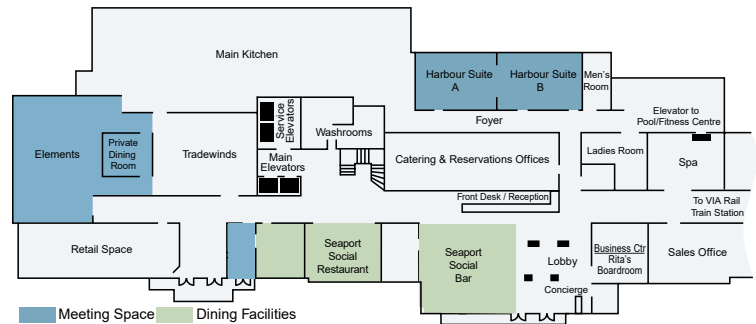 Main Kitchen
Harbour Suite
A
Harbour Suite
B
Men's
Room
Service
Elevators
Foyer
Elevator to
Pool/Fitness Centre
Washrooms
Private
Dining
Room
Elements
Tradewinds
Main
Elevators
Catering & Reservations Offices
Ladies Room
Spa
Front Desk / Reception
To VIA Rail
Train Station
Retail Space
Seaport
Social
Restaurant
Seaport
Social
Bar
Lobby
Business Ctr
Rita's
Boardroom
Sales Office
Concierge
Meeting Space
Dining Facilities